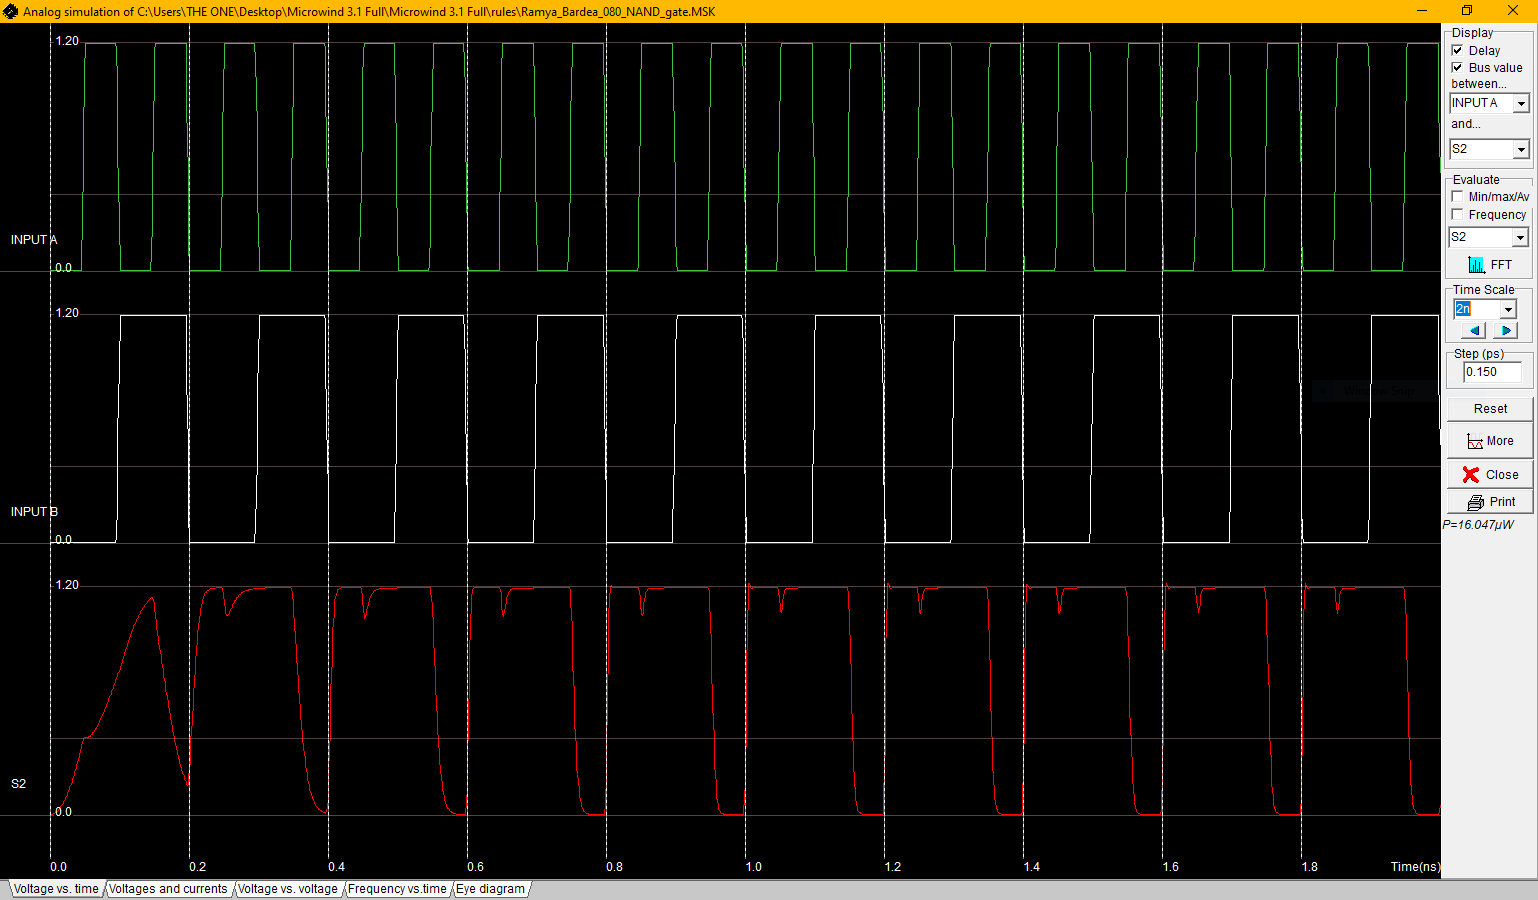 Analog simulation of C:\Users\THE ONE\Desktop\Microwind 3.1 Full\Microwind 3.1 Full\rules\Ramya_Bardea_080_NAND_gate.MSK
1.20
INPUT A
0.0
1.20
INPUT B
0.0
1.20
S2
0.0
0.0 0.2 0.4 0.6 0.8 1.0 1.2 1.4 1.6 1.8 Time(ns)
Voltage vs. time Voltages and currents Voltage vs. voltage Frequency vs.time Eye diagram
Display
Delay
Bus value
between...
INPUT A
and...
S2
Evaluate
Min/max/Av
Frequency
S2
FFT
Time Scale
2n
Step (ps)
0.150
Reset
More
Close
Print
P=16.047µW